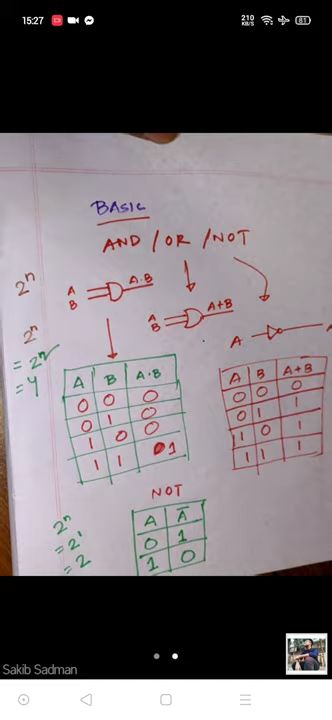 15:27
210
KB/S
61
BASIC
AND / OR / NOT
2ⁿ
A
B
A·B
A
B
A+B
A
A
2ⁿ
= 2ⁿ
= 4
A B A·B
0 0 0
0 1 0
1 0 0
1 1 1
A B A+B
0 0 0
0 1 1
1 0 1
1 1 1
NOT
A A̅
0 1
1 0
2ⁿ
= 2¹
= 2
Sakib Sadman